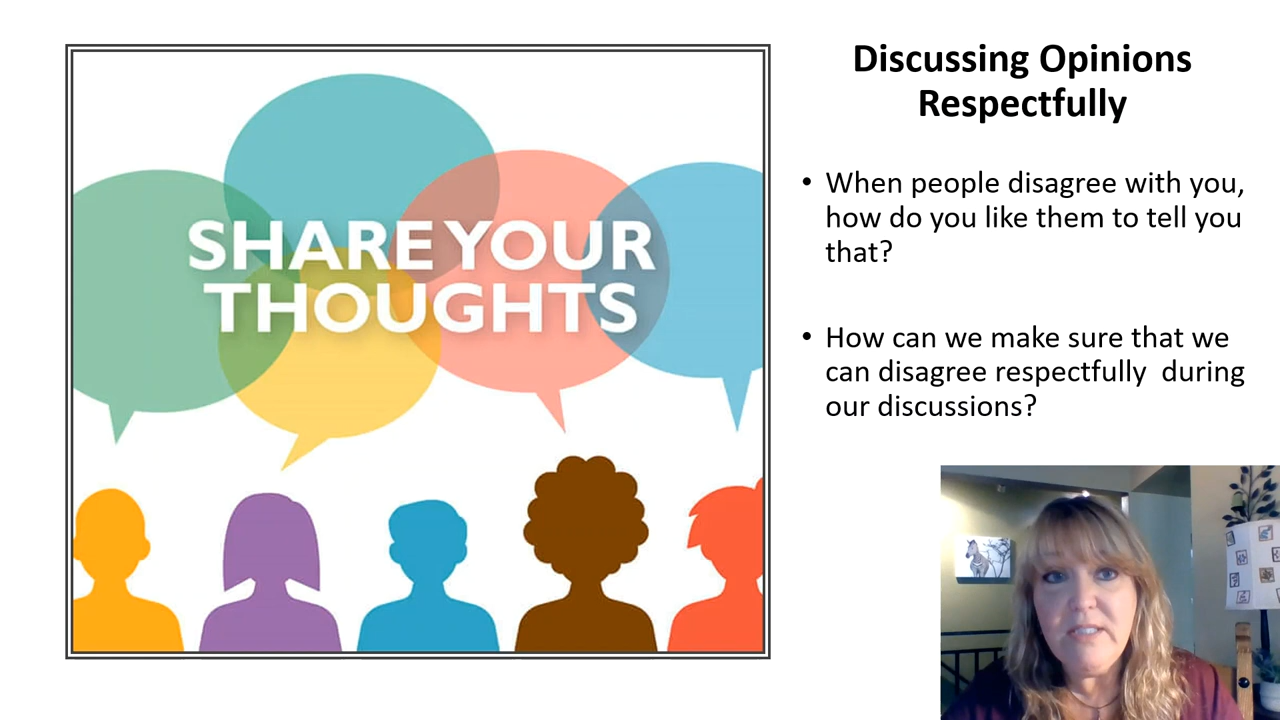 SHARE YOUR
THOUGHTS
Discussing Opinions
Respectfully
• When people disagree with you,
how do you like them to tell you
that?
• How can we make sure that we
can disagree respectfully  during
our discussions?